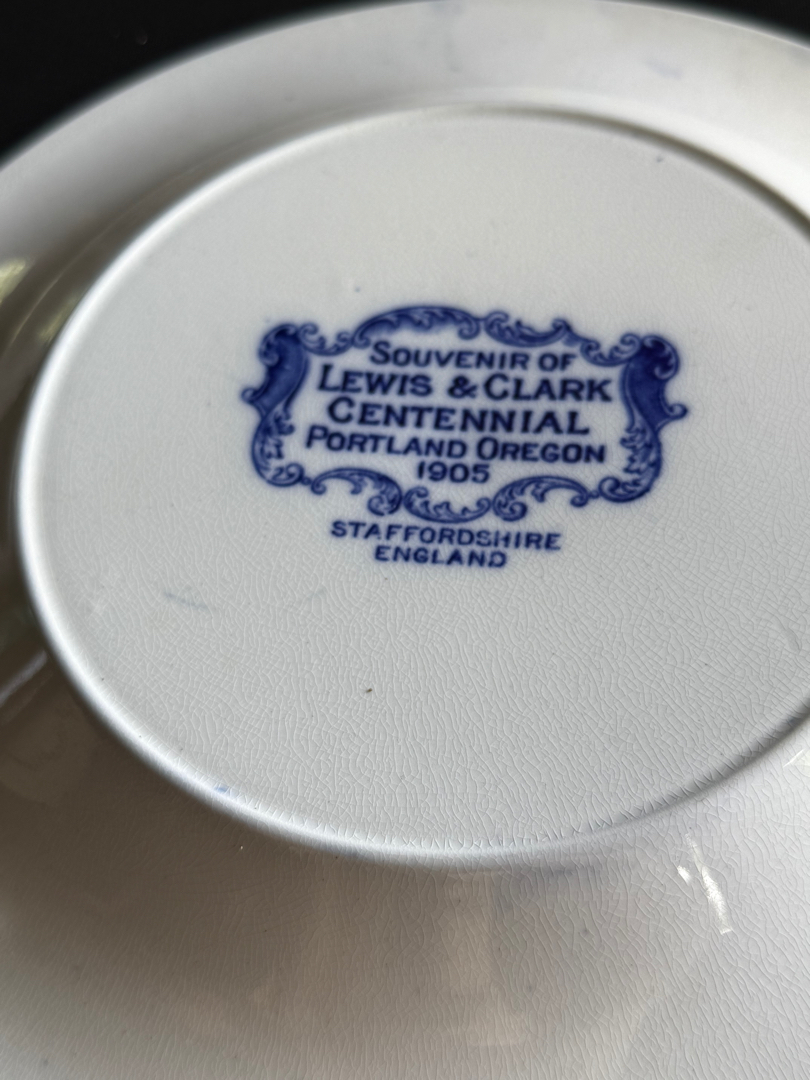 SOUVENIR OF
LEWIS & CLARK
CENTENNIAL
PORTLAND OREGON
1905
STAFFORDSHIRE
ENGLAND